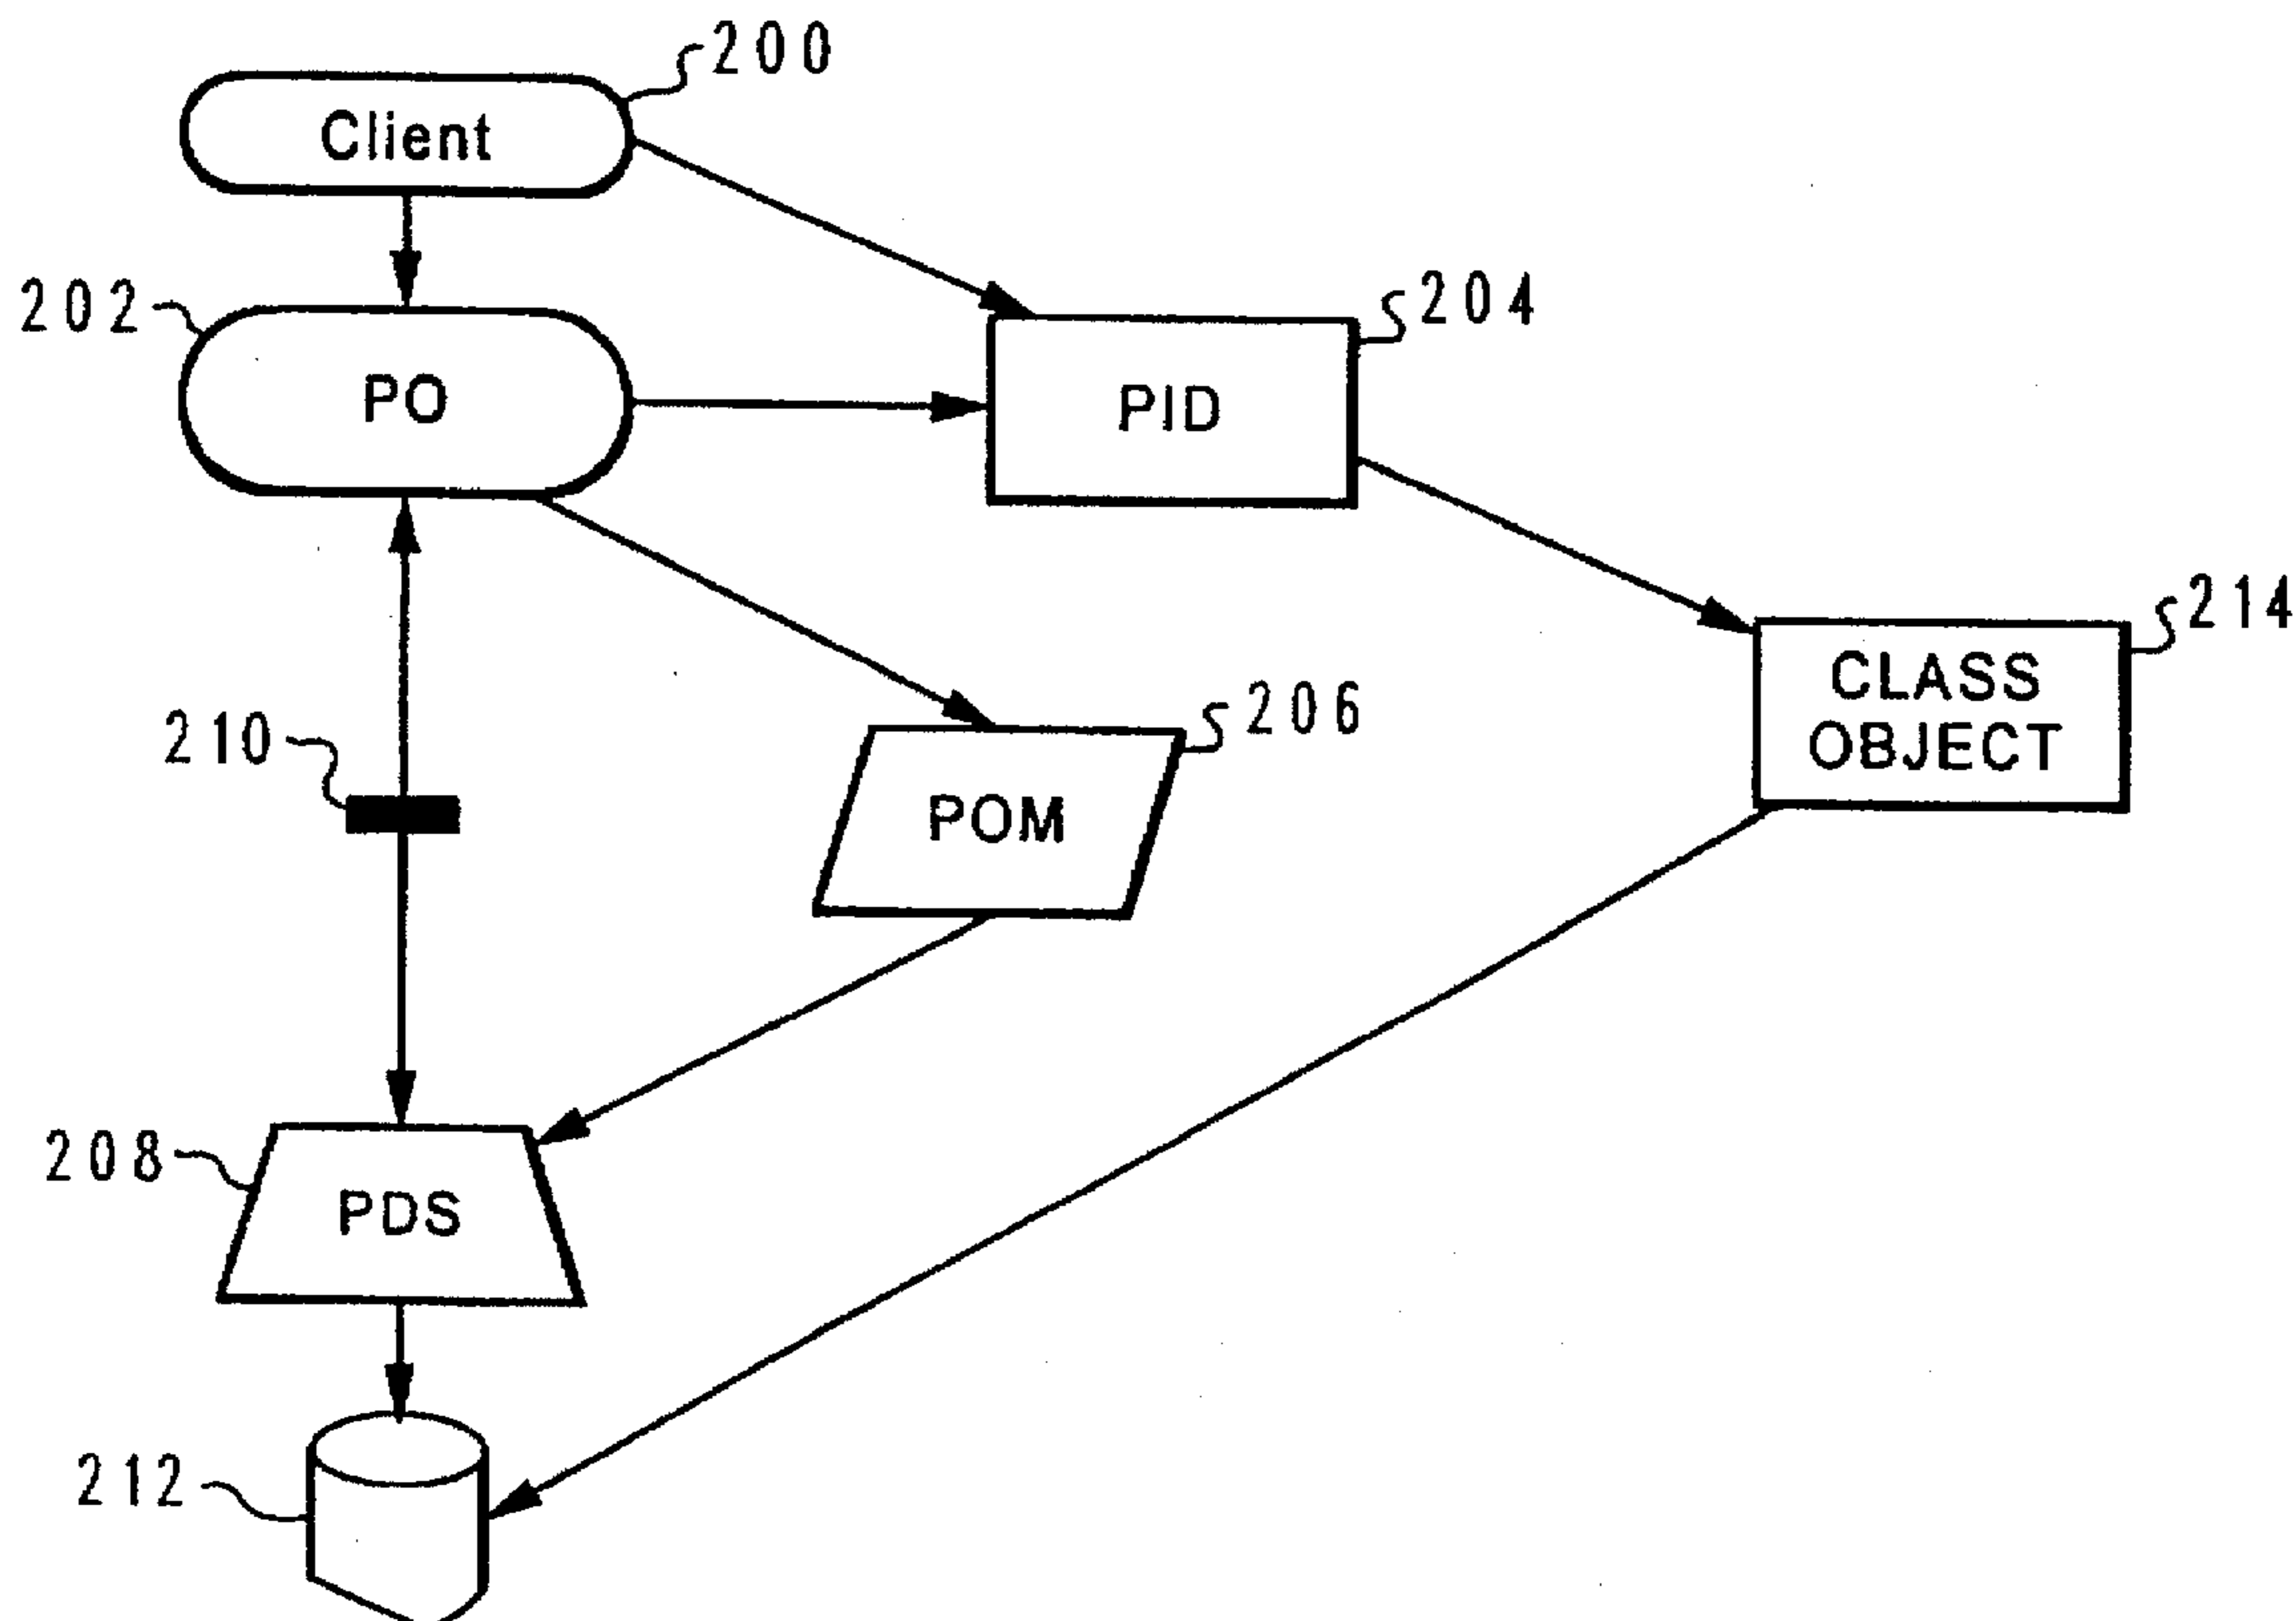 200
Client
202
PO
204
PID
214
CLASS
OBJECT
210
206
POM
208
PDS
212